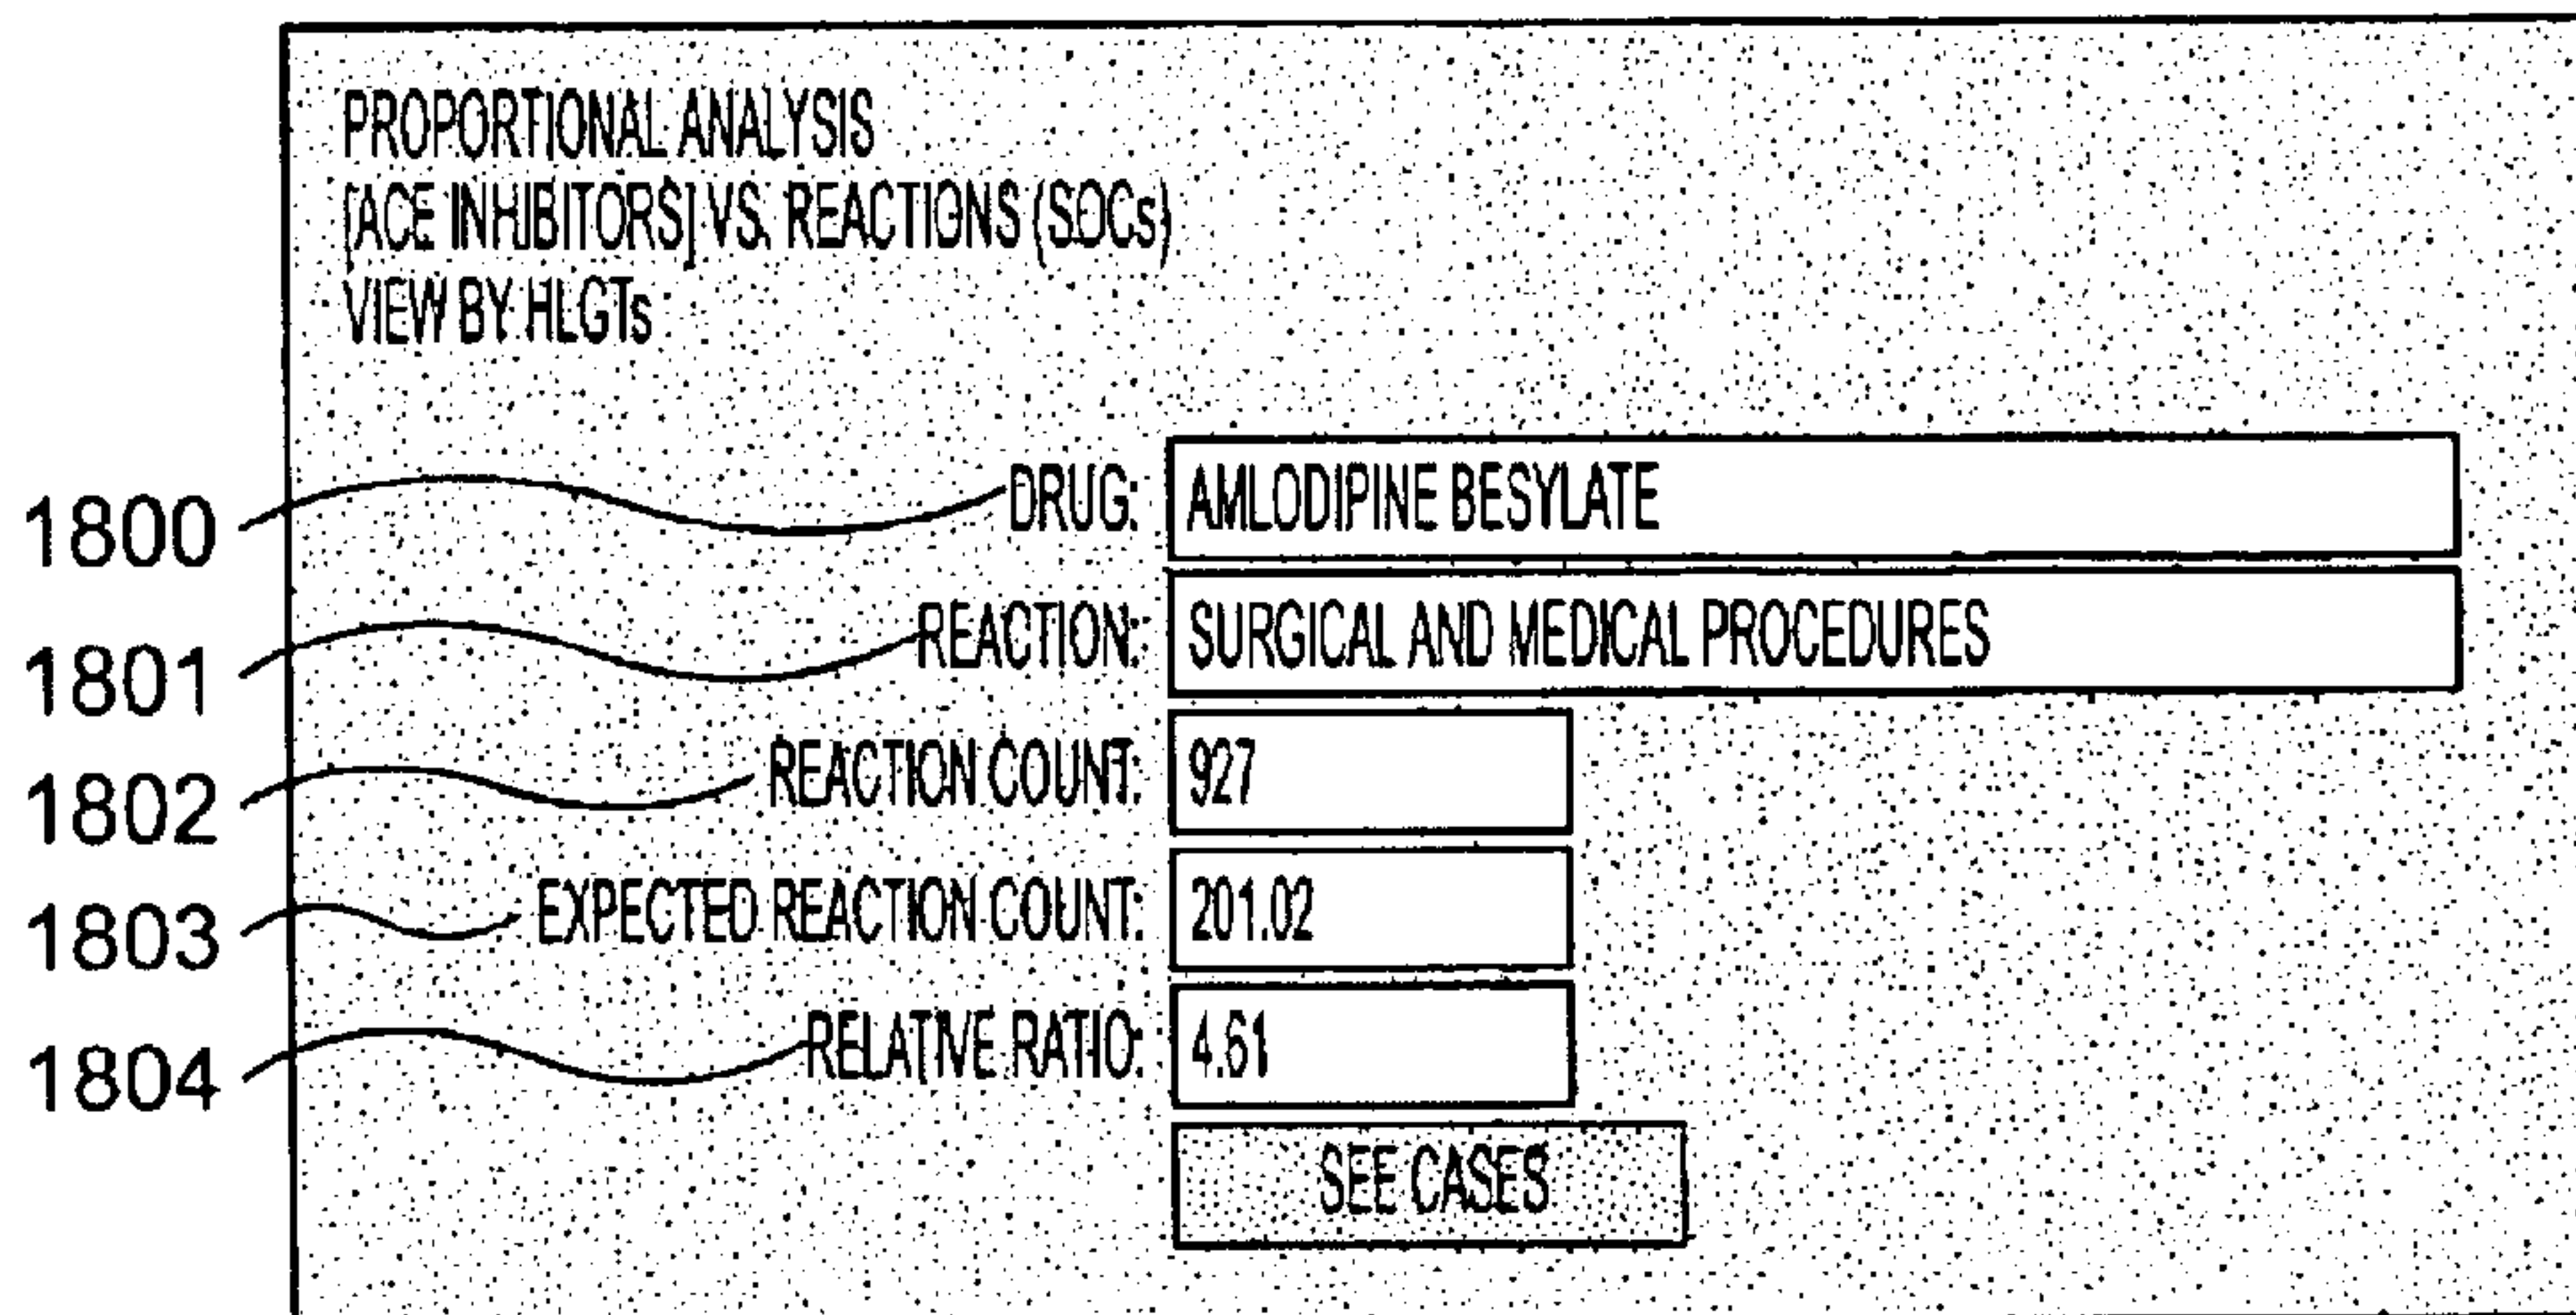 PROPORTIONAL ANALYSIS
[ACE INHIBITORS] VS. REACTIONS (SOCs)
VIEW BY HLGTs
1800 DRUG: AMLODIPINE BESYLATE
1801 REACTION: SURGICAL AND MEDICAL PROCEDURES
1802 REACTION COUNT: 927
1803 EXPECTED REACTION COUNT: 201.02
1804 RELATIVE RATIO: 4.61
SEE CASES